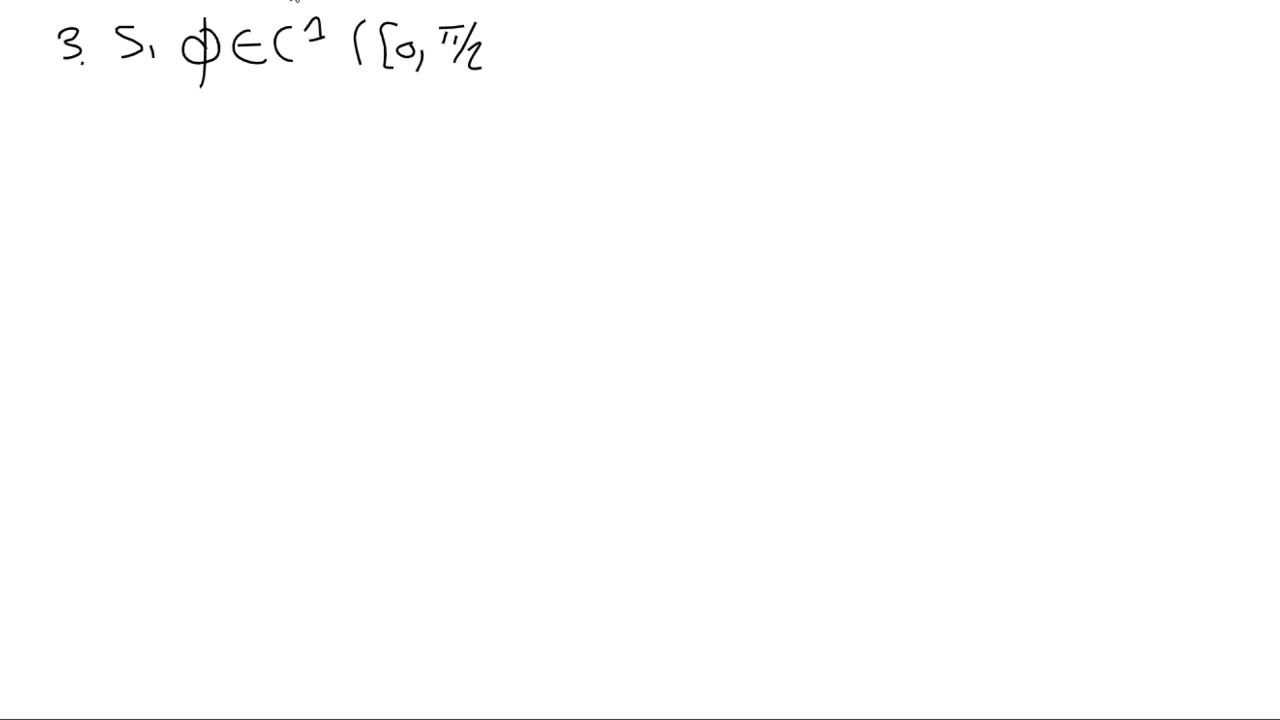 3. Si ϕ ∈ C¹ ([0, π/2